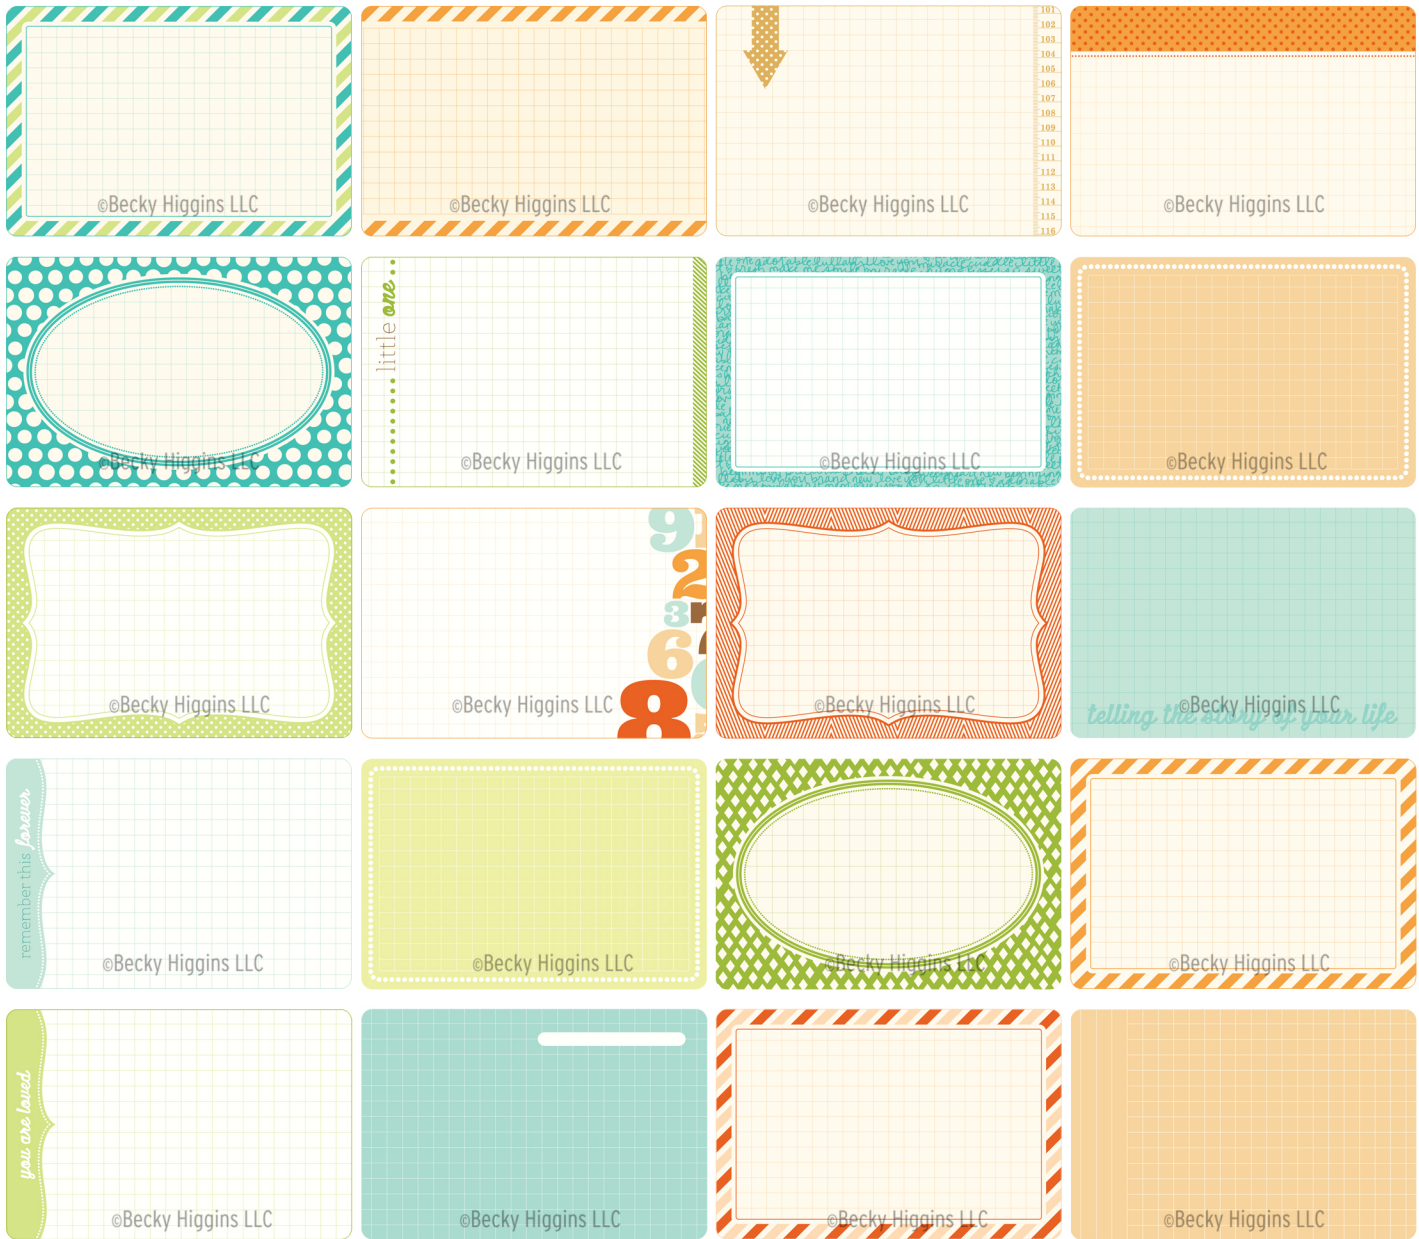 ©Becky Higgins LLC
©Becky Higgins LLC
101
102
103
104
105
106
107
108
109
110
111
112
113
114
115
116
©Becky Higgins LLC
©Becky Higgins LLC
©Becky Higgins LLC
little one
©Becky Higgins LLC
©Becky Higgins LLC
©Becky Higgins LLC
©Becky Higgins LLC
9
2
3
6
8
©Becky Higgins LLC
©Becky Higgins LLC
©Becky Higgins LLC
telling the story of your life
remember this forever
©Becky Higgins LLC
©Becky Higgins LLC
©Becky Higgins LLC
©Becky Higgins LLC
you are loved
©Becky Higgins LLC
©Becky Higgins LLC
©Becky Higgins LLC
©Becky Higgins LLC